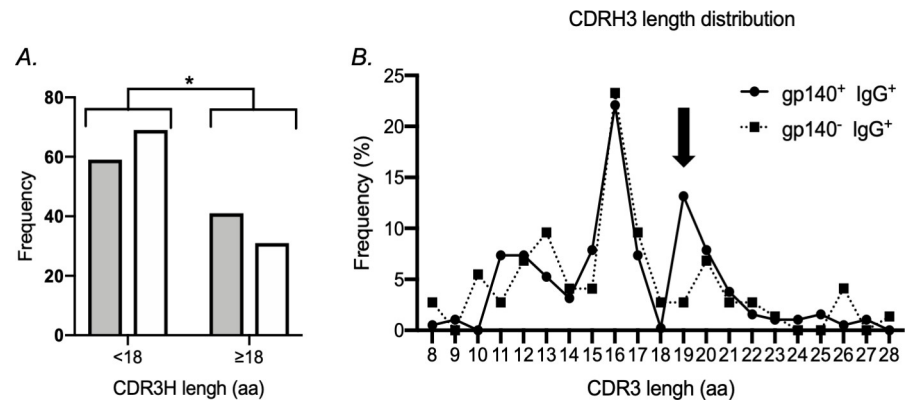 CDRH3 length distribution
A.
*
Frequency
80
60
40
20
0
<18
≥18
CDR3H lengh (aa)
B.
Frequency (%)
25
20
15
10
5
0
gp140+ IgG+
gp140- IgG+
8 9 10 11 12 13 14 15 16 17 18 19 20 21 22 23 24 25 26 27 28
CDR3 lengh (aa)